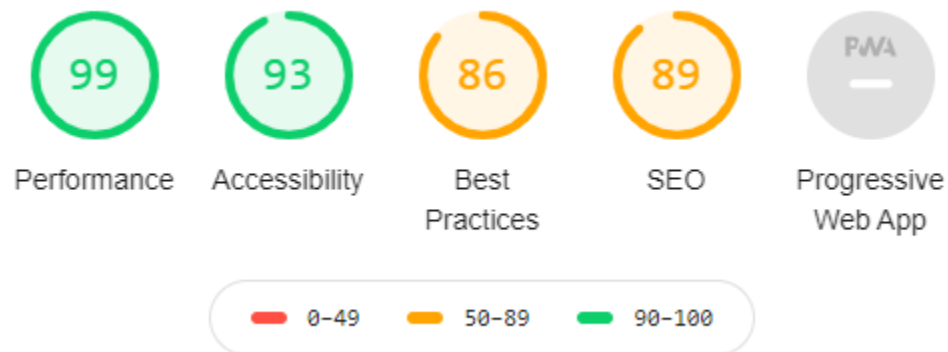 99
93
86
89
PWA
Performance
Accessibility
Best
Practices
SEO
Progressive
Web App
0–49
50–89
90–100